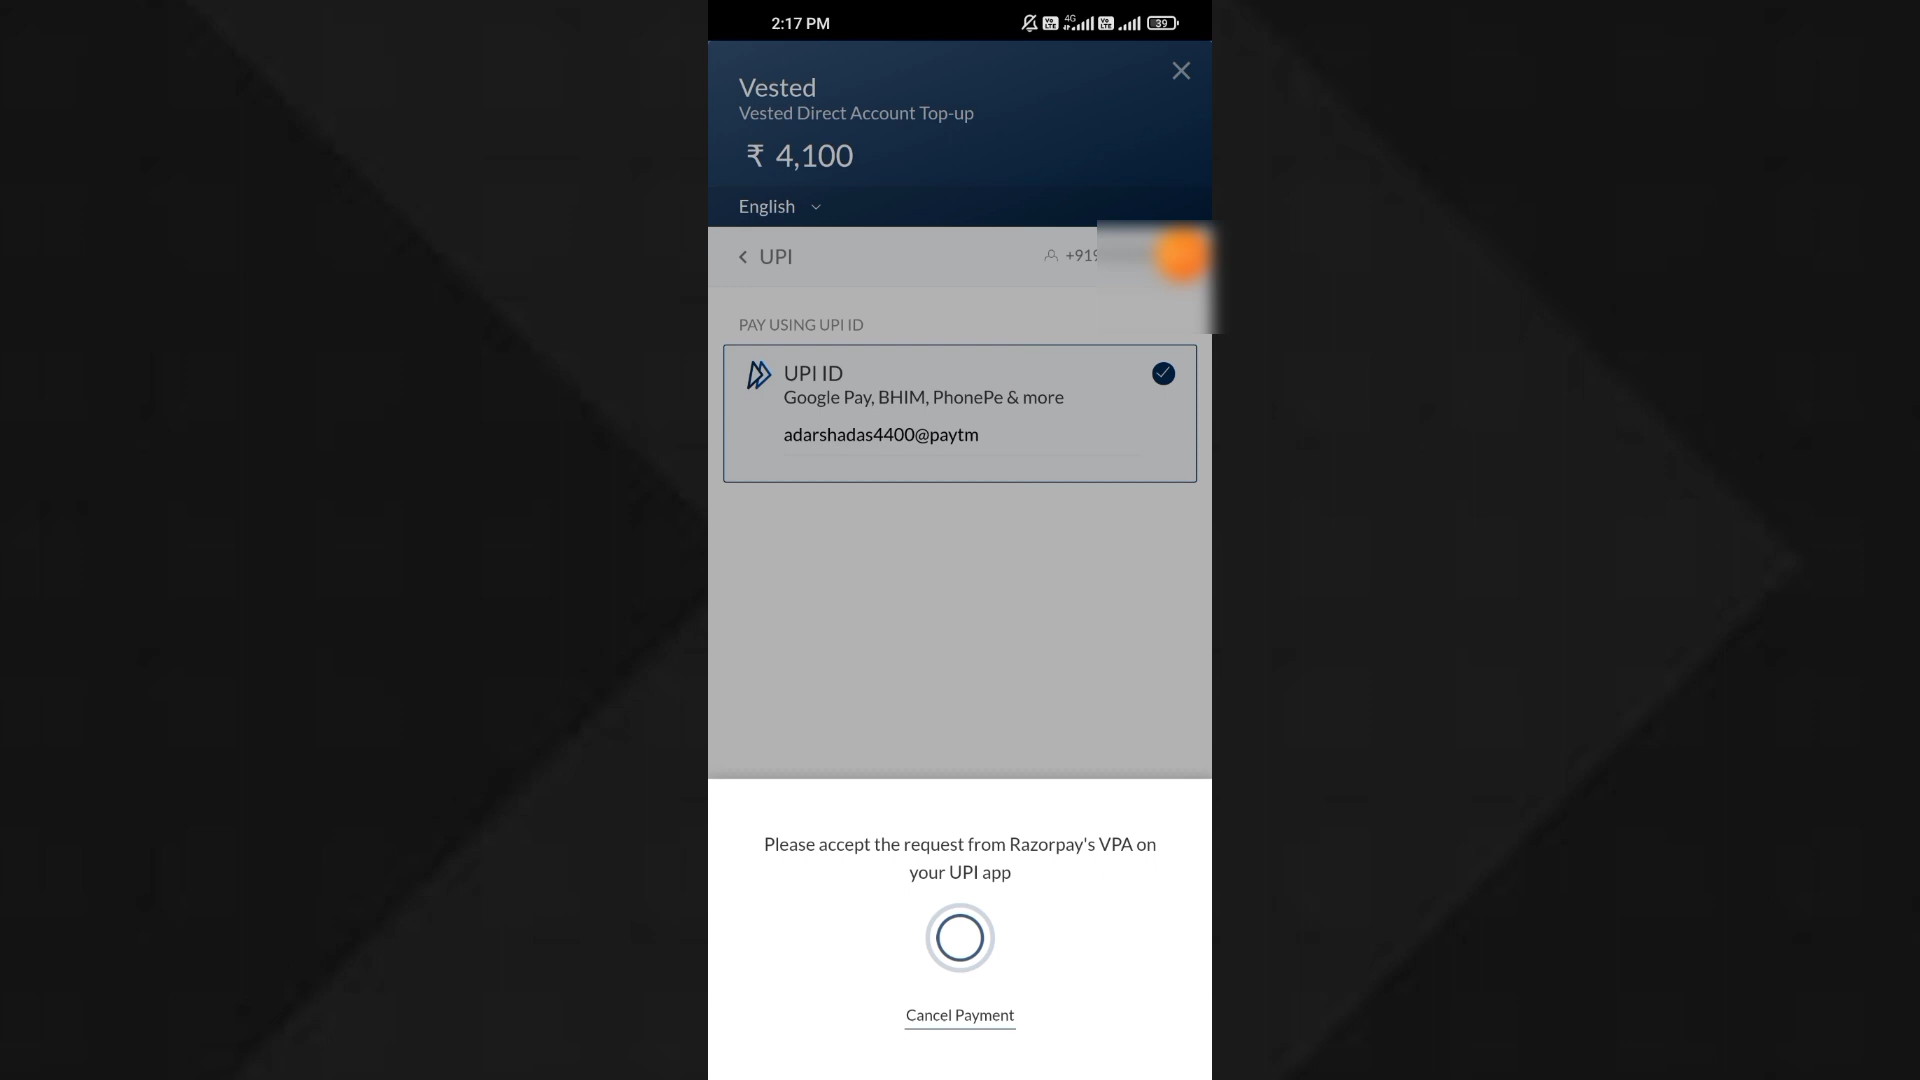 2:17 PM
4G
39
Vested
Vested Direct Account Top-up
₹ 4,100
English
UPI
+919
PAY USING UPI ID
UPI ID
Google Pay, BHIM, PhonePe & more
adarshadas4400@paytm
Please accept the request from Razorpay's VPA on
your UPI app
Cancel Payment